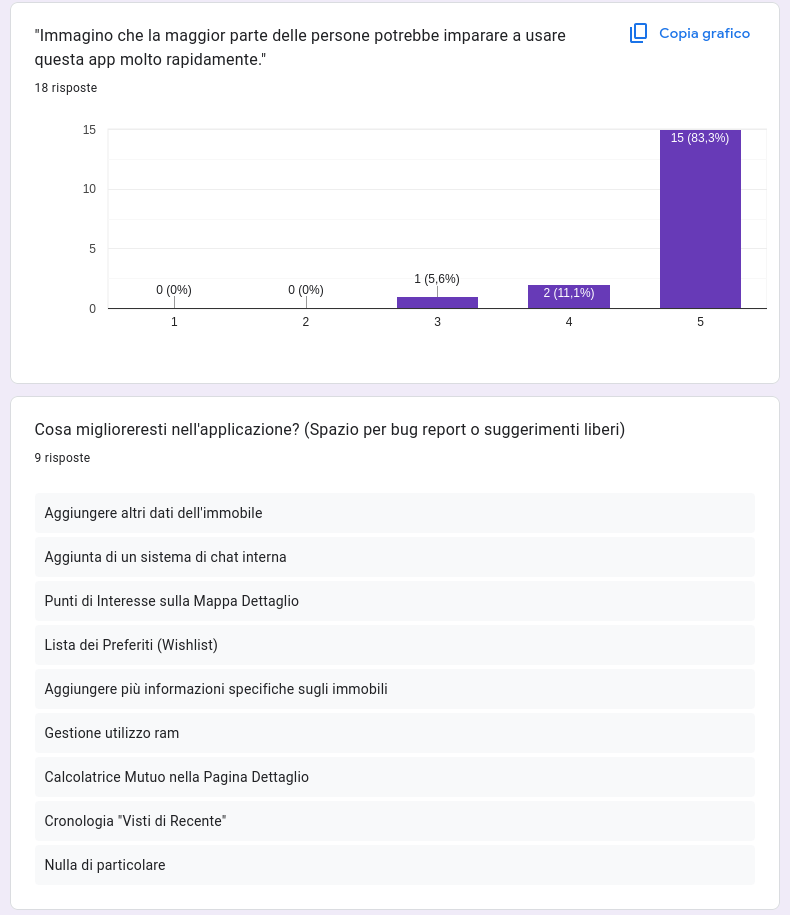 "Immagino che la maggior parte delle persone potrebbe imparare a usare
questa app molto rapidamente."
Copia grafico
18 risposte
15
10
5
0
0 (0%)
0 (0%)
1 (5,6%)
2 (11,1%)
15 (83,3%)
1
2
3
4
5
Cosa miglioreresti nell'applicazione? (Spazio per bug report o suggerimenti liberi)
9 risposte
Aggiungere altri dati dell'immobile
Aggiunta di un sistema di chat interna
Punti di Interesse sulla Mappa Dettaglio
Lista dei Preferiti (Wishlist)
Aggiungere più informazioni specifiche sugli immobili
Gestione utilizzo ram
Calcolatrice Mutuo nella Pagina Dettaglio
Cronologia "Visti di Recente"
Nulla di particolare